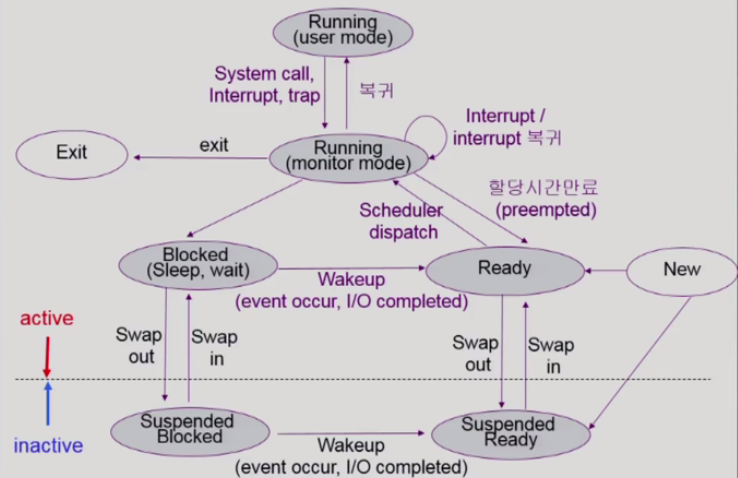 Running
(user mode)
System call,
Interrupt, trap
복귀
Interrupt /
interrupt 복귀
Exit
exit
Running
(monitor mode)
할당시간만료
(preempted)
Scheduler
dispatch
Blocked
(Sleep, wait)
Ready
New
Wakeup
(event occur, I/O completed)
active
Swap
out
Swap
in
Swap
out
Swap
in
inactive
Suspended
Blocked
Suspended
Ready
Wakeup
(event occur, I/O completed)